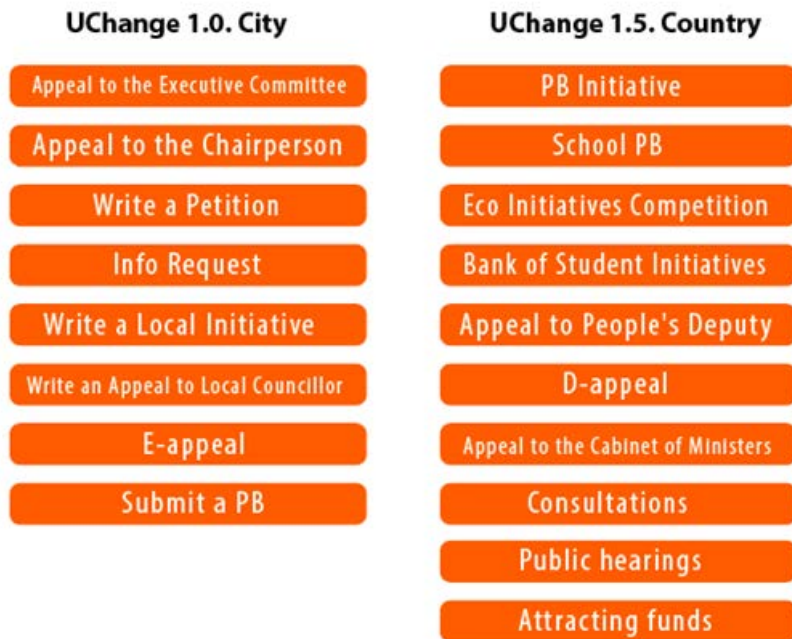 UChange 1.0. City
Appeal to the Executive Committee
Appeal to the Chairperson
Write a Petition
Info Request
Write a Local Initiative
Write an Appeal to Local Councillor
E-appeal
Submit a PB
UChange 1.5. Country
PB Initiative
School PB
Eco Initiatives Competition
Bank of Student Initiatives
Appeal to People's Deputy
D-appeal
Appeal to the Cabinet of Ministers
Consultations
Public hearings
Attracting funds